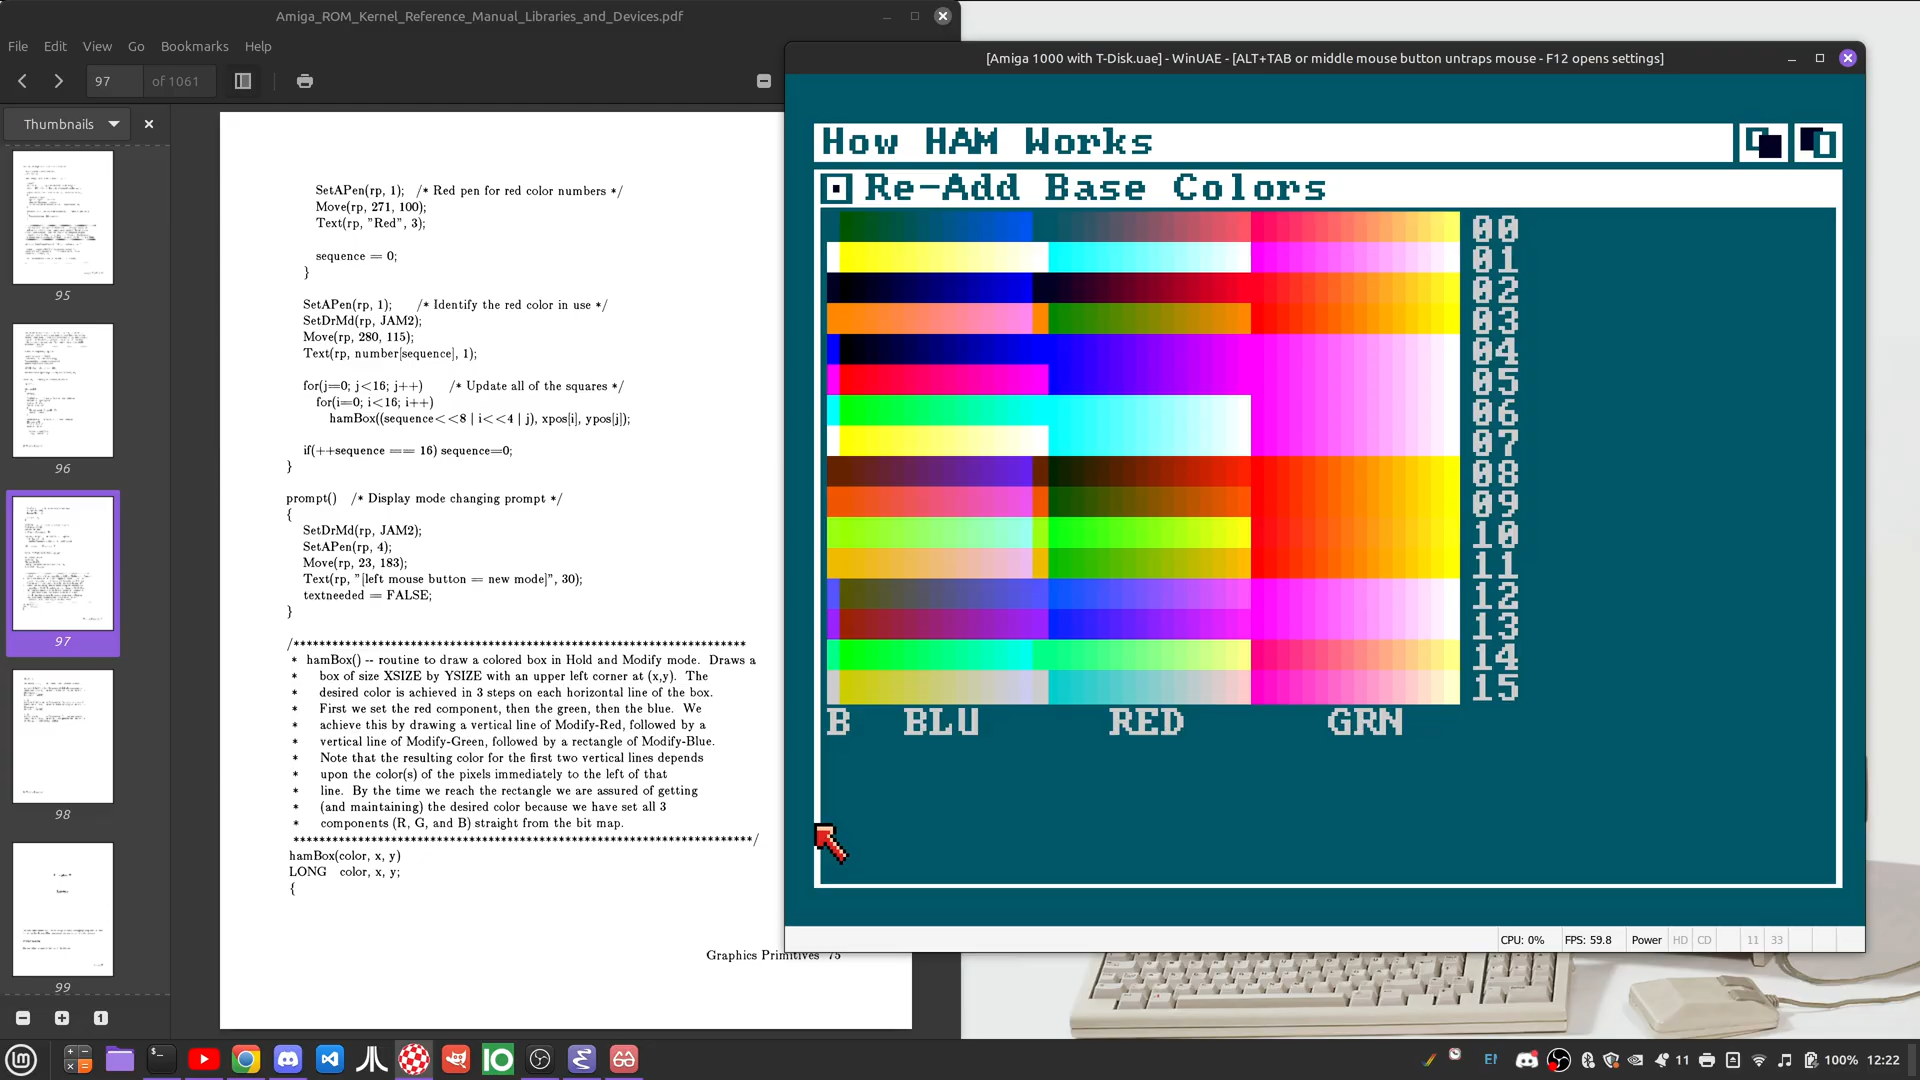 Amiga_ROM_Kernel_Reference_Manual_Libraries_and_Devices.pdf
File Edit View Go Bookmarks Help
97 of 1061
Thumbnails
95
96
97
98
99
SetAPen(rp, 1); /* Red pen for red color numbers */
Move(rp, 271, 100);
Text(rp, "Red", 3);
sequence = 0;
}
SetAPen(rp, 1); /* Identify the red color in use */
SetDrMd(rp, JAM2);
Move(rp, 280, 115);
Text(rp, number[sequence], 1);
for(j=0; j<16; j++) /* Update all of the squares */
for(i=0; i<16; i++)
hamBox((sequence<<8 | i<<4 | j), xpos[i], ypos[j]);
if(++sequence == 16) sequence=0;
}
prompt() /* Display mode changing prompt */
{
SetDrMd(rp, JAM2);
SetAPen(rp, 4);
Move(rp, 23, 183);
Text(rp, "[left mouse button = new mode]", 30);
textneeded = FALSE;
}
/**********************************************************************
* hamBox() -- routine to draw a colored box in Hold and Modify mode. Draws a
* box of size XSIZE by YSIZE with an upper left corner at (x,y). The
* desired color is achieved in 3 steps on each horizontal line of the box.
* First we set the red component, then the green, then the blue. We
* achieve this by drawing a vertical line of Modify-Red, followed by a
* vertical line of Modify-Green, followed by a rectangle of Modify-Blue.
* Note that the resulting color for the first two vertical lines depends
* upon the color(s) of the pixels immediately to the left of that
* line. By the time we reach the rectangle we are assured of getting
* (and maintaining) the desired color because we have set all 3
* components (R, G, and B) straight from the bit map.
**********************************************************************/
hamBox(color, x, y)
LONG color, x, y;
{
Graphics Primitives 75
[Amiga 1000 with T-Disk.uae] - WinUAE - [ALT+TAB or middle mouse button untraps mouse - F12 opens settings]
How HAM Works
Re-Add Base Colors
00
01
02
03
04
05
06
07
08
09
10
11
12
13
14
15
B BLU RED GRN
CPU: 0% FPS: 59.8 Power HD CD 11 33
11 100% 12:22